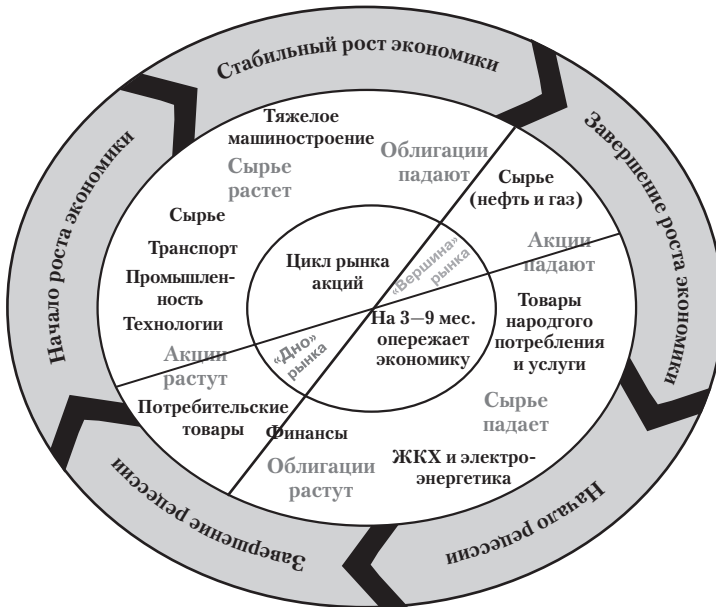 Стабильный рост экономики
Завершение роста экономики
Начало рецессии
Завершение рецессии
Начало роста экономики
Тяжелое
машиностроение
Сырье
растет
Облигации
падают
Сырье
(нефть и газ)
Акции
падают
Товары
народгого
потребления
и услуги
Сырье
падает
ЖКХ и электро-
энергетика
Финансы
Облигации
растут
Потребительские
товары
Акции
растут
Технологии
Промышлен-
ность
Транспорт
Сырье
Цикл рынка
акций
«Вершина»
рынка
На 3–9 мес.
опережает
экономику
«Дно»
рынка